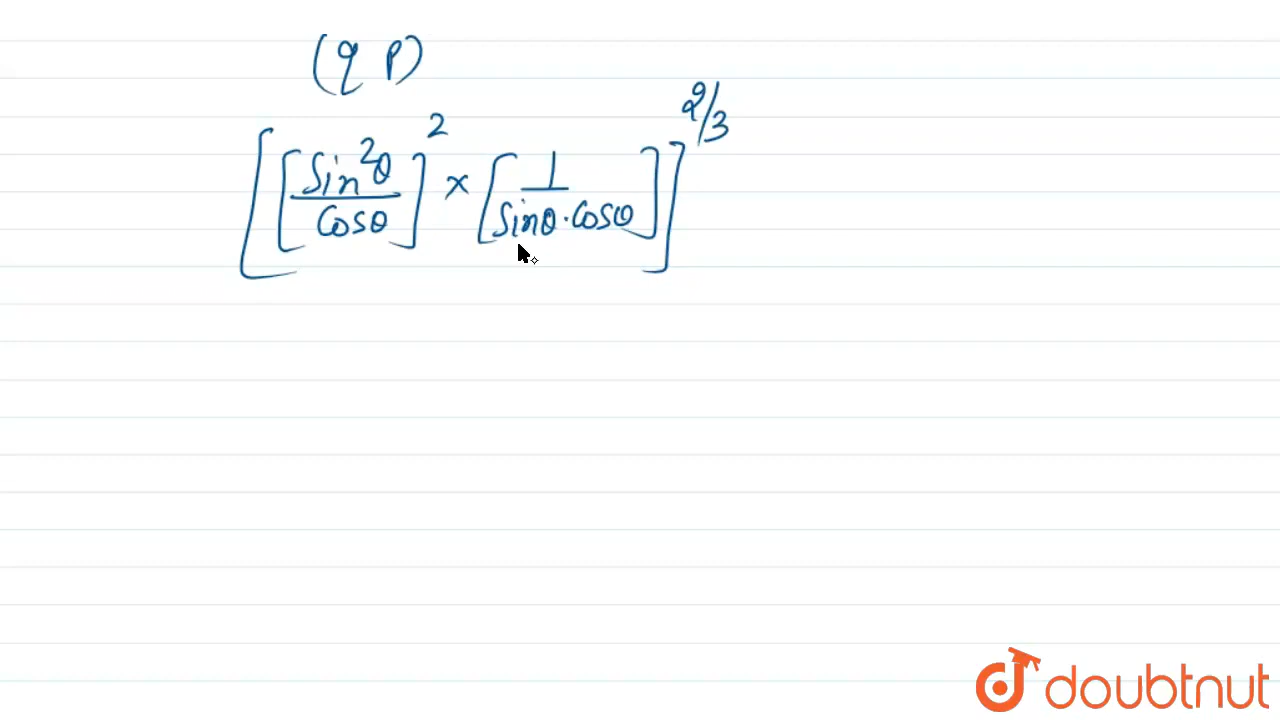 (q p)
[[sin²θ/cosθ]² × [1/sinθ·cosθ]]^2/3
doubtnut